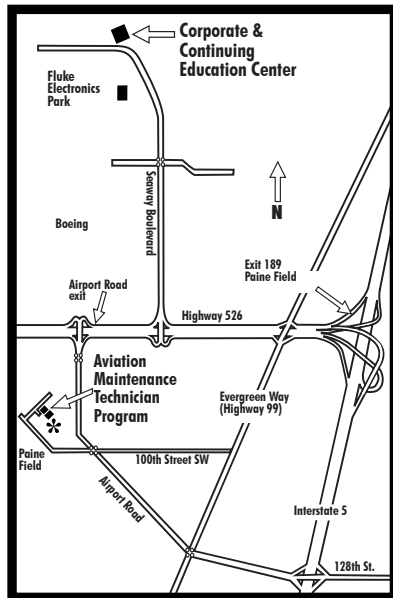 Corporate &
Continuing
Education Center
Fluke
Electronics
Park
Seaway Boulevard
N
Boeing
Exit 189
Paine Field
Airport Road
exit
Highway 526
Aviation
Maintenance
Technician
Program
Evergreen Way
(Highway 99)
Paine
Field
100th Street SW
Airport Road
Interstate 5
128th St.